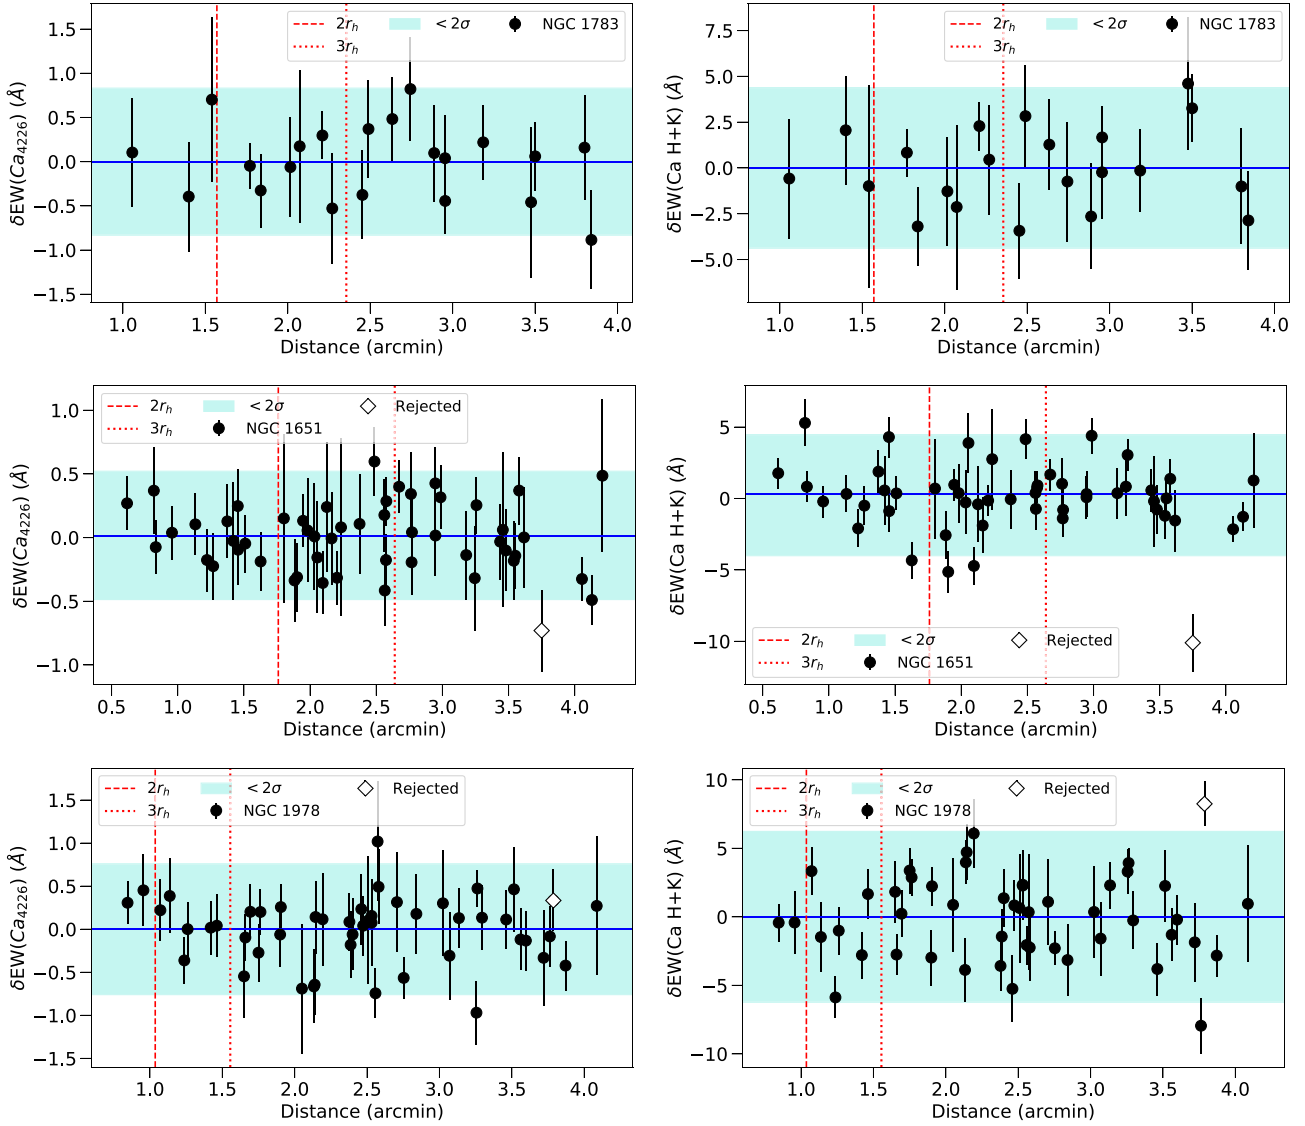 2r_h < 2σ NGC 1783
3r_h
1.5
1.0
0.5
0.0
−0.5
−1.0
−1.5
δEW(Ca_4226) (Å)
1.0 1.5 2.0 2.5 3.0 3.5 4.0
Distance (arcmin)
2r_h < 2σ NGC 1783
3r_h
7.5
5.0
2.5
0.0
−2.5
−5.0
δEW(Ca H+K) (Å)
1.0 1.5 2.0 2.5 3.0 3.5 4.0
Distance (arcmin)
2r_h < 2σ Rejected
3r_h NGC 1651
1.0
0.5
0.0
−0.5
−1.0
δEW(Ca_4226) (Å)
0.5 1.0 1.5 2.0 2.5 3.0 3.5 4.0
Distance (arcmin)
5
0
−5
−10
δEW(Ca H+K) (Å)
2r_h < 2σ Rejected
3r_h NGC 1651
0.5 1.0 1.5 2.0 2.5 3.0 3.5 4.0
Distance (arcmin)
2r_h < 2σ Rejected
3r_h NGC 1978
1.5
1.0
0.5
0.0
−0.5
−1.0
−1.5
δEW(Ca_4226) (Å)
1.0 1.5 2.0 2.5 3.0 3.5 4.0
Distance (arcmin)
2r_h < 2σ Rejected
3r_h NGC 1978
10
5
0
−5
−10
δEW(Ca H+K) (Å)
1.0 1.5 2.0 2.5 3.0 3.5 4.0
Distance (arcmin)